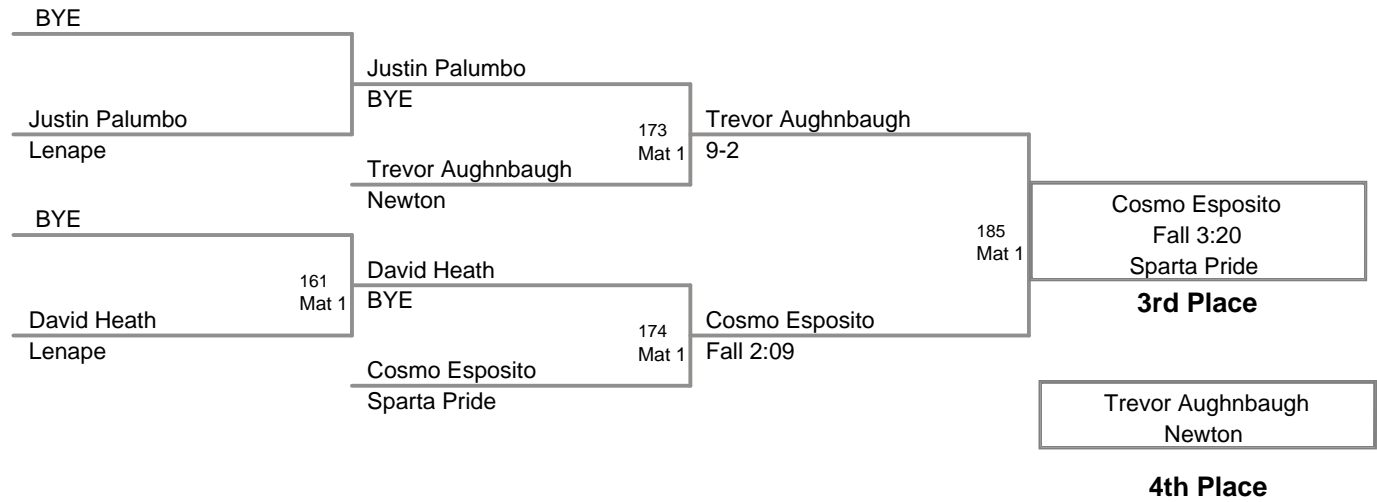 BYE
Justin Palumbo
BYE
Justin Palumbo
Lenape
173
Mat 1
Trevor Aughnbaugh
9-2
Trevor Aughnbaugh
Newton
BYE
Cosmo Esposito
Fall 3:20
Sparta Pride
3rd Place
185
Mat 1
David Heath
BYE
161
Mat 1
David Heath
Lenape
174
Mat 1
Cosmo Esposito
Fall 2:09
Cosmo Esposito
Sparta Pride
Trevor Aughnbaugh
Newton
4th Place